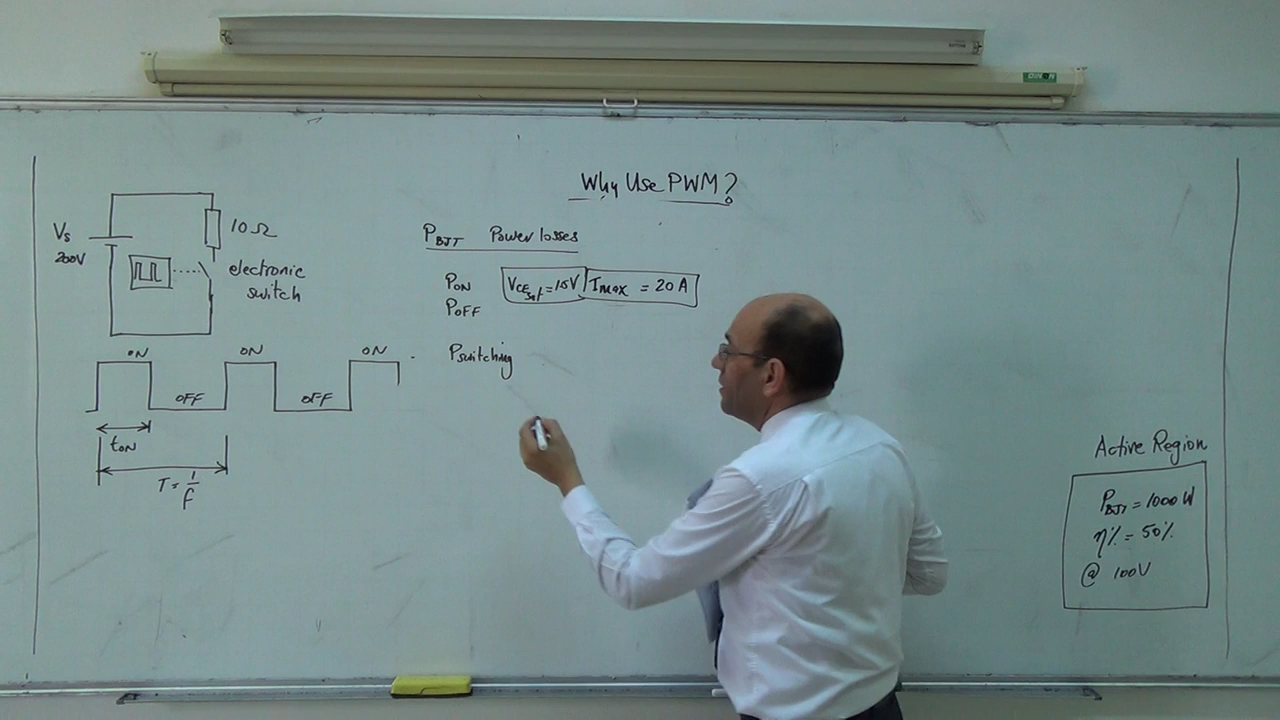 Why Use PWM?
Vs
200V
10 Ω
electronic
switch
ON
ON
ON
OFF
OFF
tON
T = 1/f
PBJT Power losses
PON VCEsat = 1.5V Imax = 20 A
POFF
Pswitching
Active Region
PBJT = 1000 W
η% = 50%
@ 100V